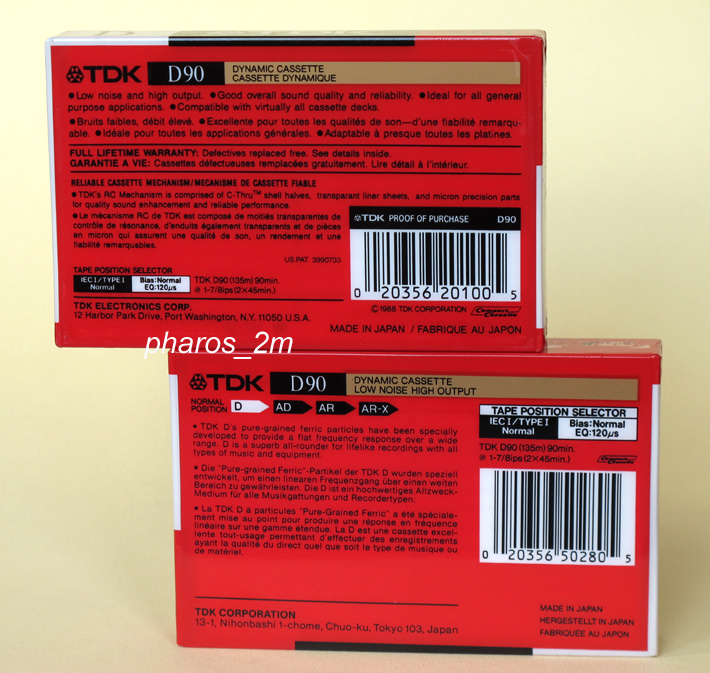 TDK D90 DYNAMIC CASSETTE
CASSETTE DYNAMIQUE
●Low noise and high output. ●Good overall sound quality and reliability. ●Ideal for all general
purpose applications. ●Compatible with virtually all cassette decks.
●Bruits faibles, débit élevé. ●Excellente pour toutes les qualités de son—d'une fiabilité remarqu-
able. ●Idéale pour toutes les applications générales. ●Adaptable à presque toutes les platines.
FULL LIFETIME WARRANTY: Defectives replaced free. See details inside.
GARANTIE A VIE: Cassettes défectueuses remplacées gratuitement. Lire détail à l'intérieur.
RELIABLE CASSETTE MECHANISM/MECANISME DE CASSETTE FIABLE
●TDK's RC Mechanism is comprised of C-Thru™ shell halves, transparant liner sheets, and micron precision parts
for quality sound enhancement and reliable performance.
●Le mécanisme RC de TDK est composé de moitiés transparentes de
contrôle de résonance, d'enduits également transparents et de pièces
en micron qui assurent une qualité de son, un rendement et une
fiabilité remarquables.
US.PAT. 3990733
TDK PROOF OF PURCHASE D90
0 20356 20100 5
TAPE POSITION SELECTOR
IEC I/TYPE I Normal
Bias:Normal EQ:120μs
TDK D90(135m) 90min.
@ 1-7/8ips(2×45min.)
TDK ELECTRONICS CORP.
12 Harbor Park Drive, Port Washington, N.Y. 11050 U.S.A.
©1988 TDK CORPORATION Compact Cassette
MADE IN JAPAN / FABRIQUE AU JAPON
pharos_2m
TDK D90 DYNAMIC CASSETTE
LOW NOISE HIGH OUTPUT
NORMAL POSITION D AD AR AR-X
• TDK D's pure-grained ferric particles have been specially
developed to provide a flat frequency response over a wide
range. D is a superb all-rounder for lifelike recordings with all
types of music and equipment.
• Die "Pure-grained Ferric"-Partikel der TDK D wurden speziell
entwickelt, um einen linearen Frequenzgang über einen weiten
Bereich zu gewährleisten. Die D ist ein hochwertiges Allzweck-
Medium für alle Musikgattungen und Recordertypen.
• La TDK D à particules "Pure-Grained Ferric" a été spéciale-
ment mise au point pour produire une réponse en fréquence
linéaire sur une gamme étendue. La D est une cassette excel-
lente tout-usage permettant d'effectuer des enregistrements
ayant la qualité du direct quel que soit le type de musique ou
de matériel.
TAPE POSITION SELECTOR
IEC I/TYPE I Normal
Bias:Normal EQ:120μs
TDK D90 (135m) 90min.
@ 1-7/8ips (2×45min.) Compact Cassette
0 20356 50280 5
TDK CORPORATION
13-1, Nihonbashi 1-chome, Chuo-ku, Tokyo 103, Japan
MADE IN JAPAN
HERGESTELLT IN JAPAN
FABRIQUÉE AU JAPON